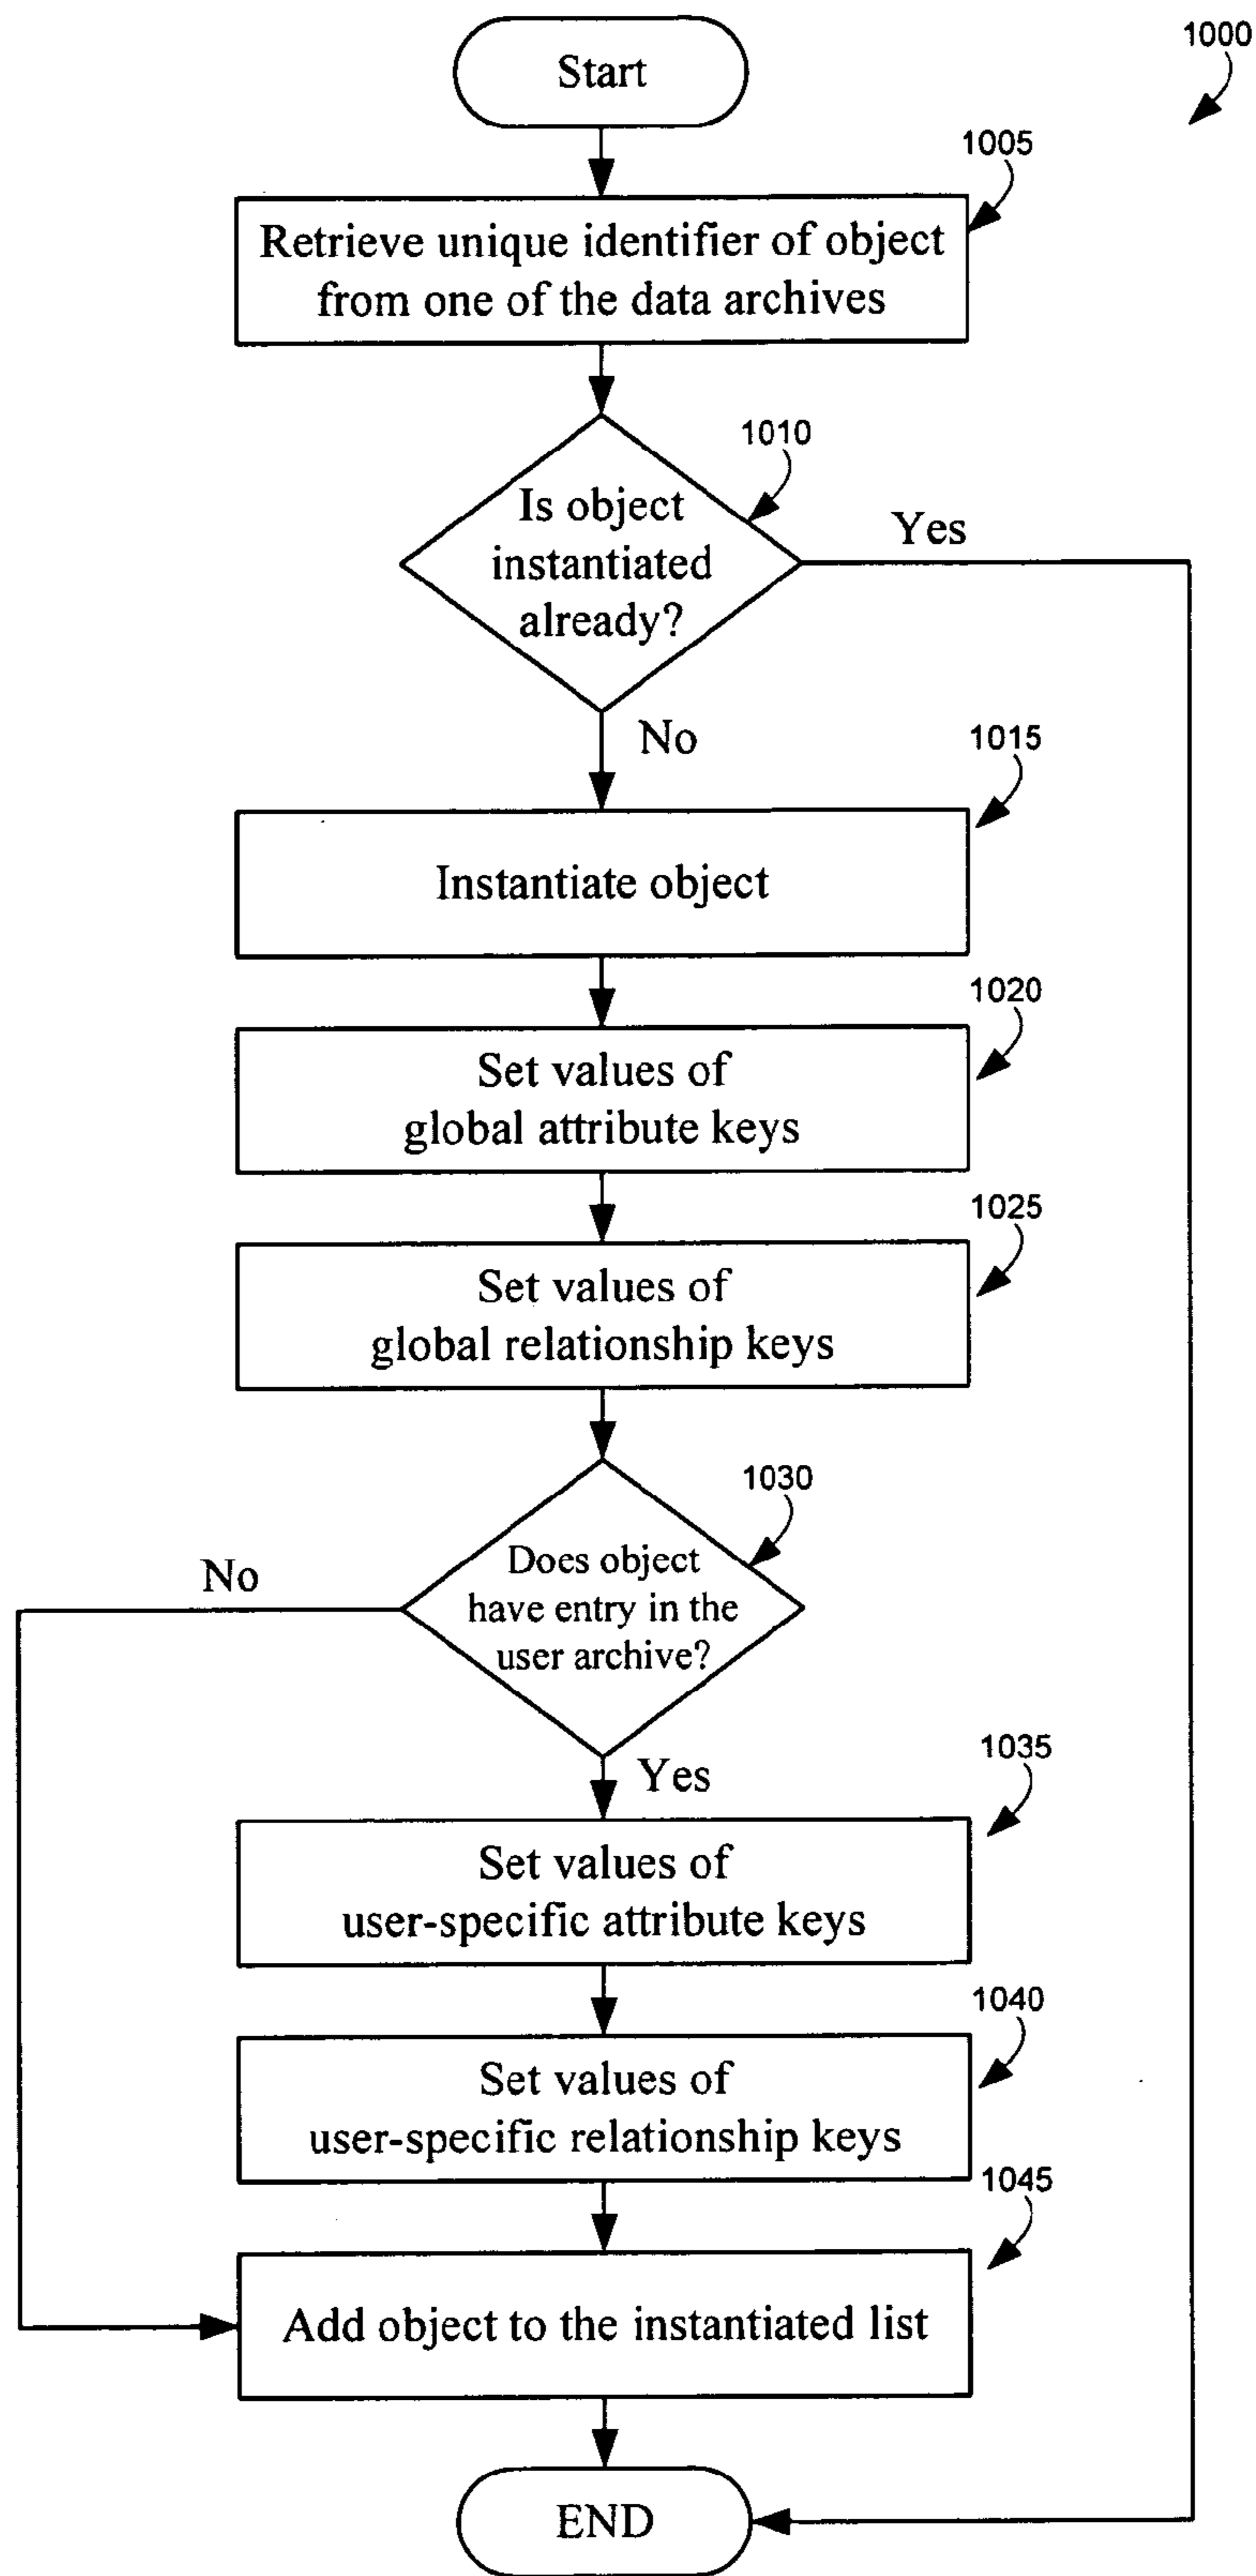 1000
Start
1005
Retrieve unique identifier of object
from one of the data archives
1010
Is object
instantiated
already?
Yes
No
1015
Instantiate object
1020
Set values of
global attribute keys
1025
Set values of
global relationship keys
1030
Does object
have entry in the
user archive?
No
Yes
1035
Set values of
user-specific attribute keys
1040
Set values of
user-specific relationship keys
1045
Add object to the instantiated list
END